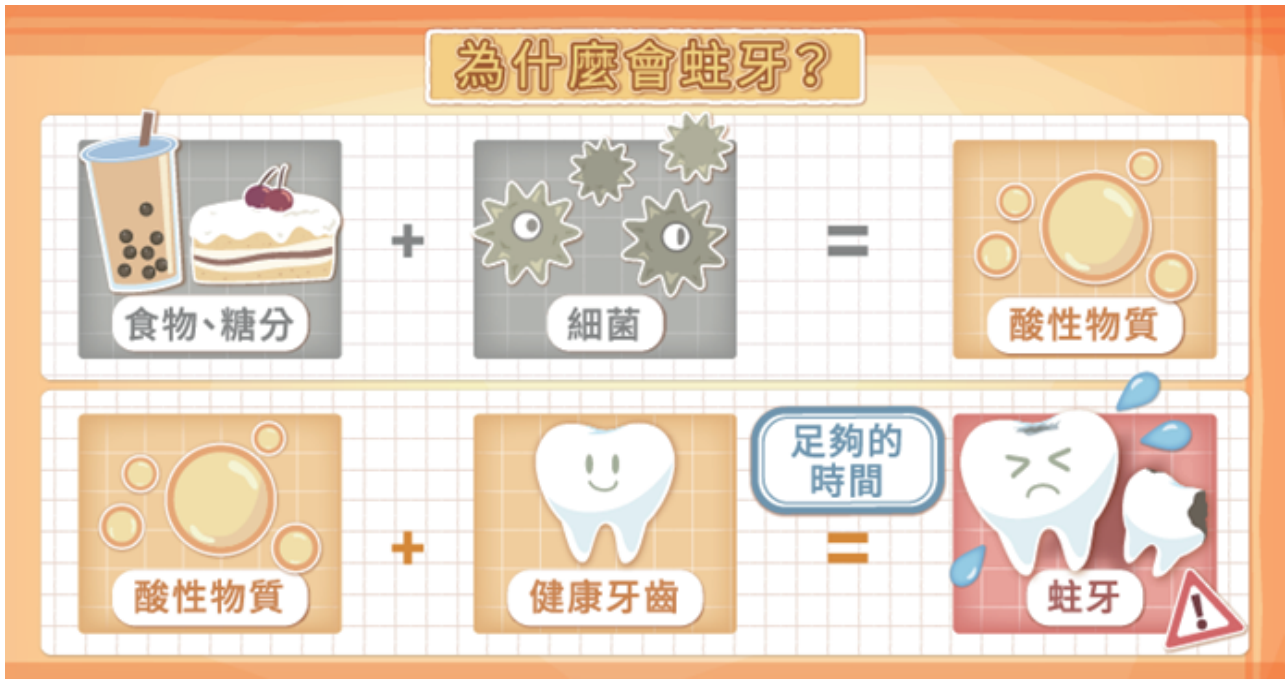 為什麼會蛀牙？
食物、糖分
+
細菌
=
酸性物質
酸性物質
+
健康牙齒
足夠的
時間
=
蛀牙
!